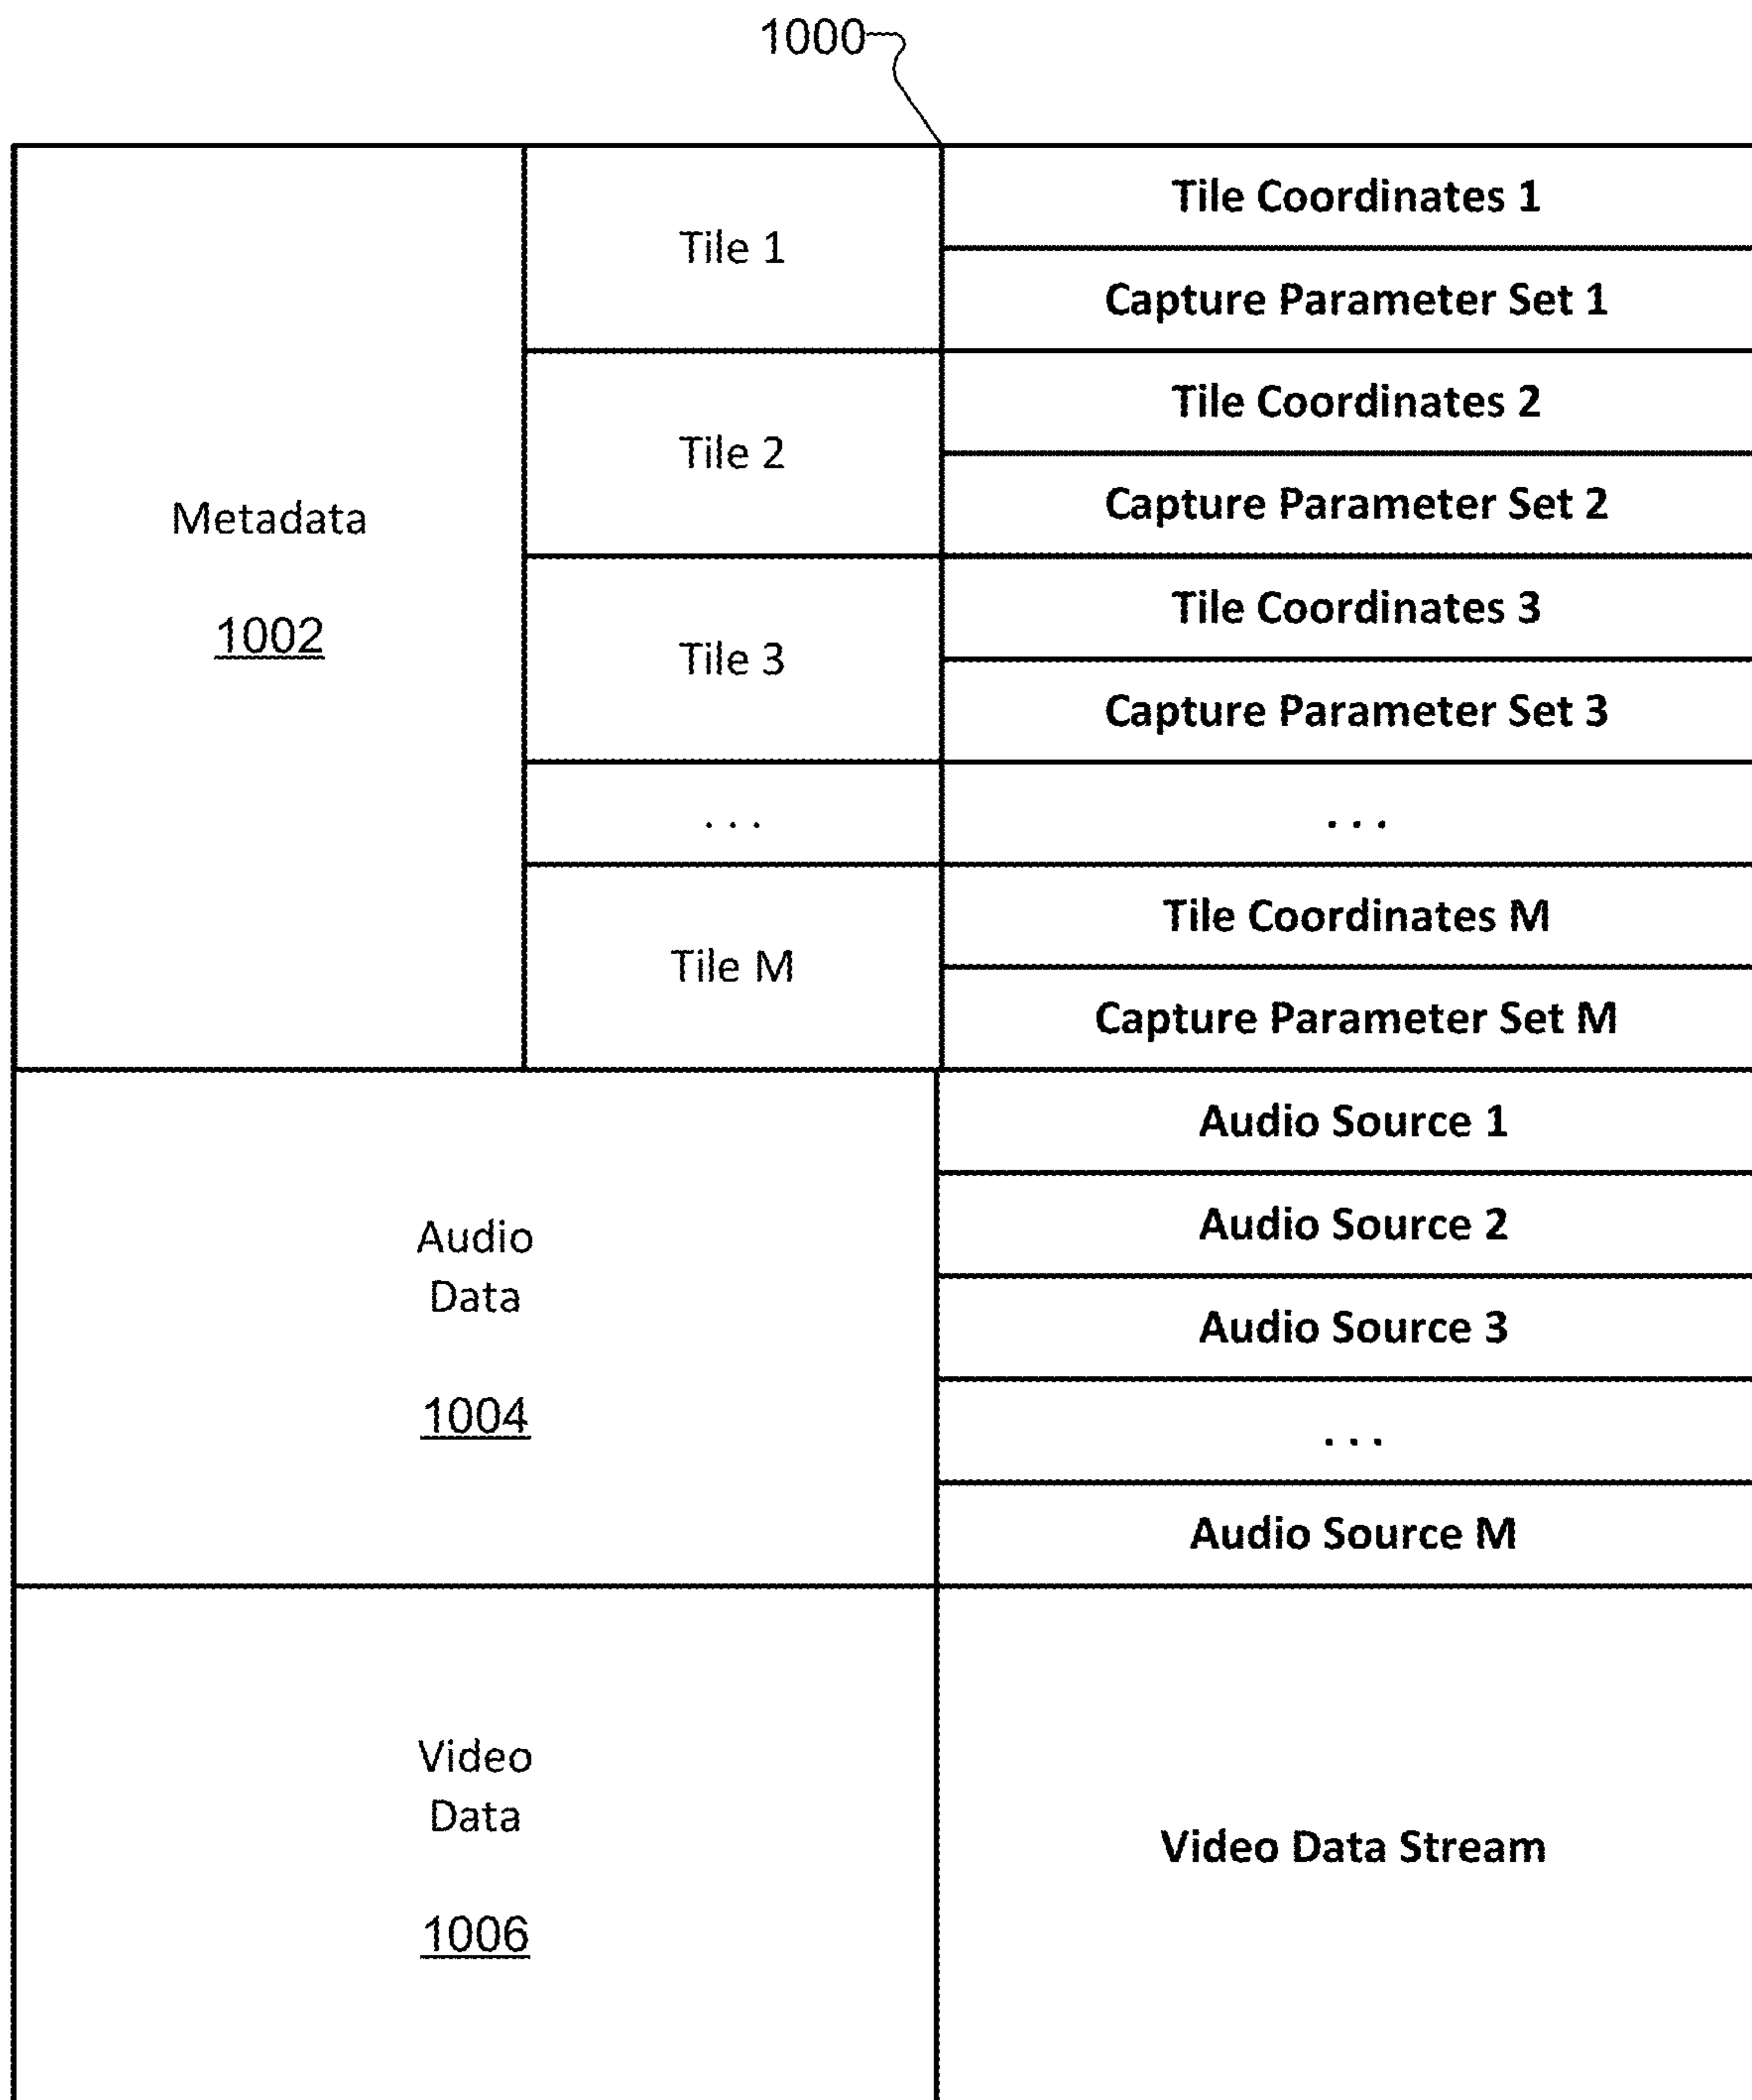 1000
Metadata
1002
Tile 1
Tile Coordinates 1
Capture Parameter Set 1
Tile 2
Tile Coordinates 2
Capture Parameter Set 2
Tile 3
Tile Coordinates 3
Capture Parameter Set 3
. . .
. . .
Tile M
Tile Coordinates M
Capture Parameter Set M
Audio
Data
1004
Audio Source 1
Audio Source 2
Audio Source 3
. . .
Audio Source M
Video
Data
1006
Video Data Stream